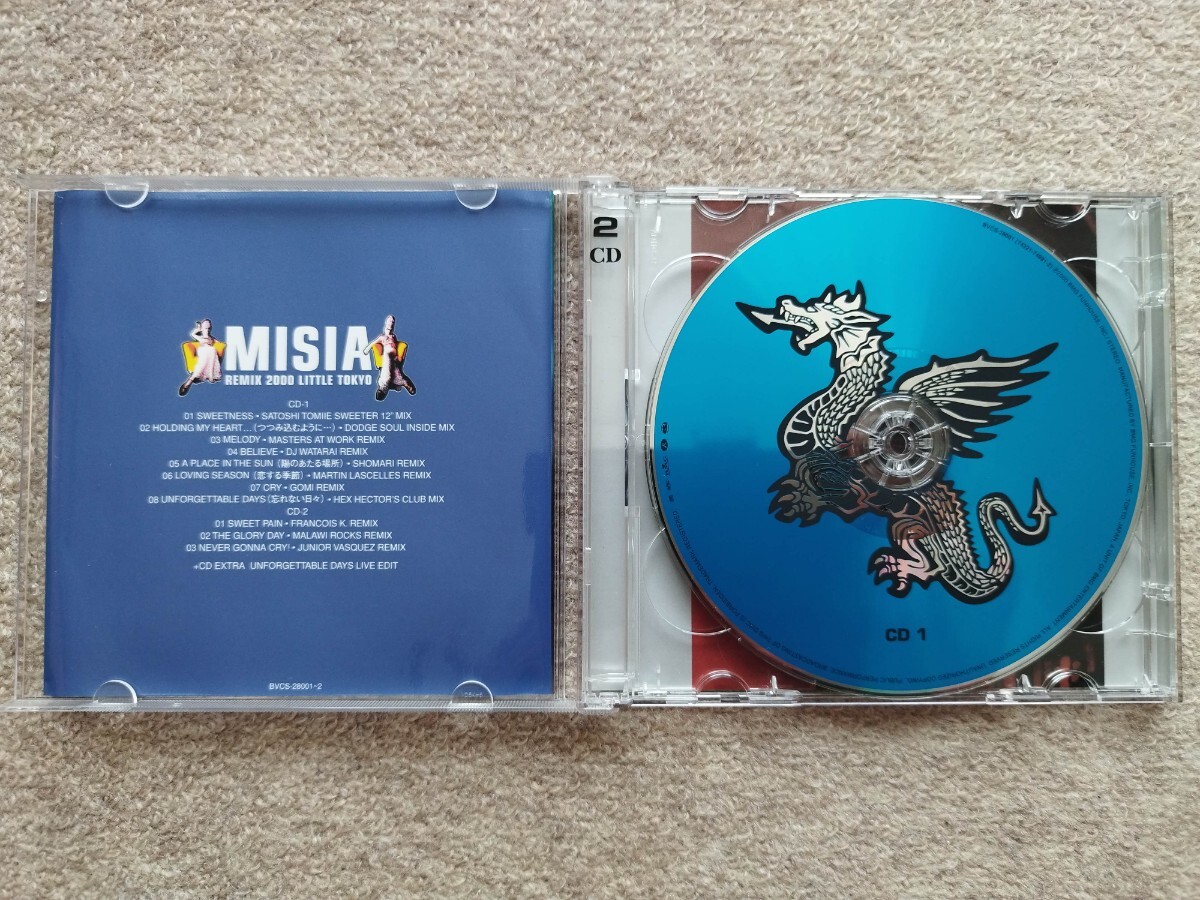 MISIA
REMIX 2000 LITTLE TOKYO
CD-1
01 SWEETNESS • SATOSHI TOMIIE SWEETER 12" MIX
02 HOLDING MY HEART...(つつみ込むように…) • DODGE SOUL INSIDE MIX
03 MELODY • MASTERS AT WORK REMIX
04 BELIEVE • DJ WATARAI REMIX
05 A PLACE IN THE SUN (陽のあたる場所) • SHOMARI REMIX
06 LOVING SEASON (恋する季節) • MARTIN LASCELLES REMIX
07 CRY • GOMI REMIX
08 UNFORGETTABLE DAYS (忘れない日々) • HEX HECTOR'S CLUB MIX
CD-2
01 SWEET PAIN • FRANCOIS K. REMIX
02 THE GLORY DAY • MALAWI ROCKS REMIX
03 NEVER GONNA CRY! • JUNIOR VASQUEZ REMIX
+CD EXTRA UNFORGETTABLE DAYS LIVE EDIT
BVCS-28001~2
2
CD
CD 1